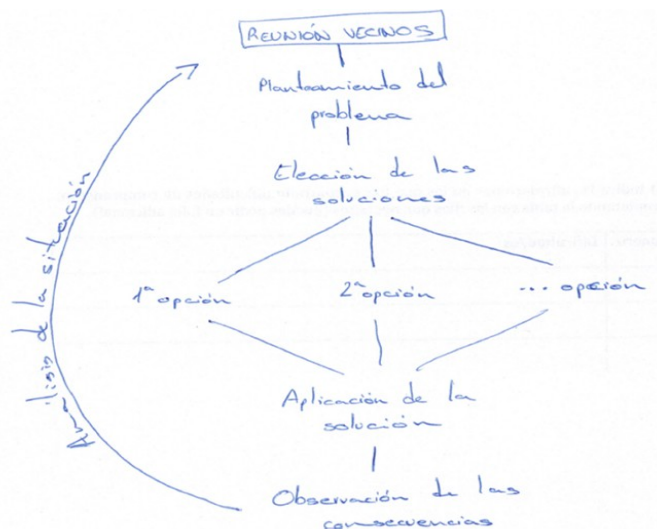 REUNIÓN VECINOS
Planteamiento del
problema
Elección de las
soluciones
1ª opción
2ª opción
... opción
Aplicación de la
solución
Observación de las
consecuencias
Análisis de la situación